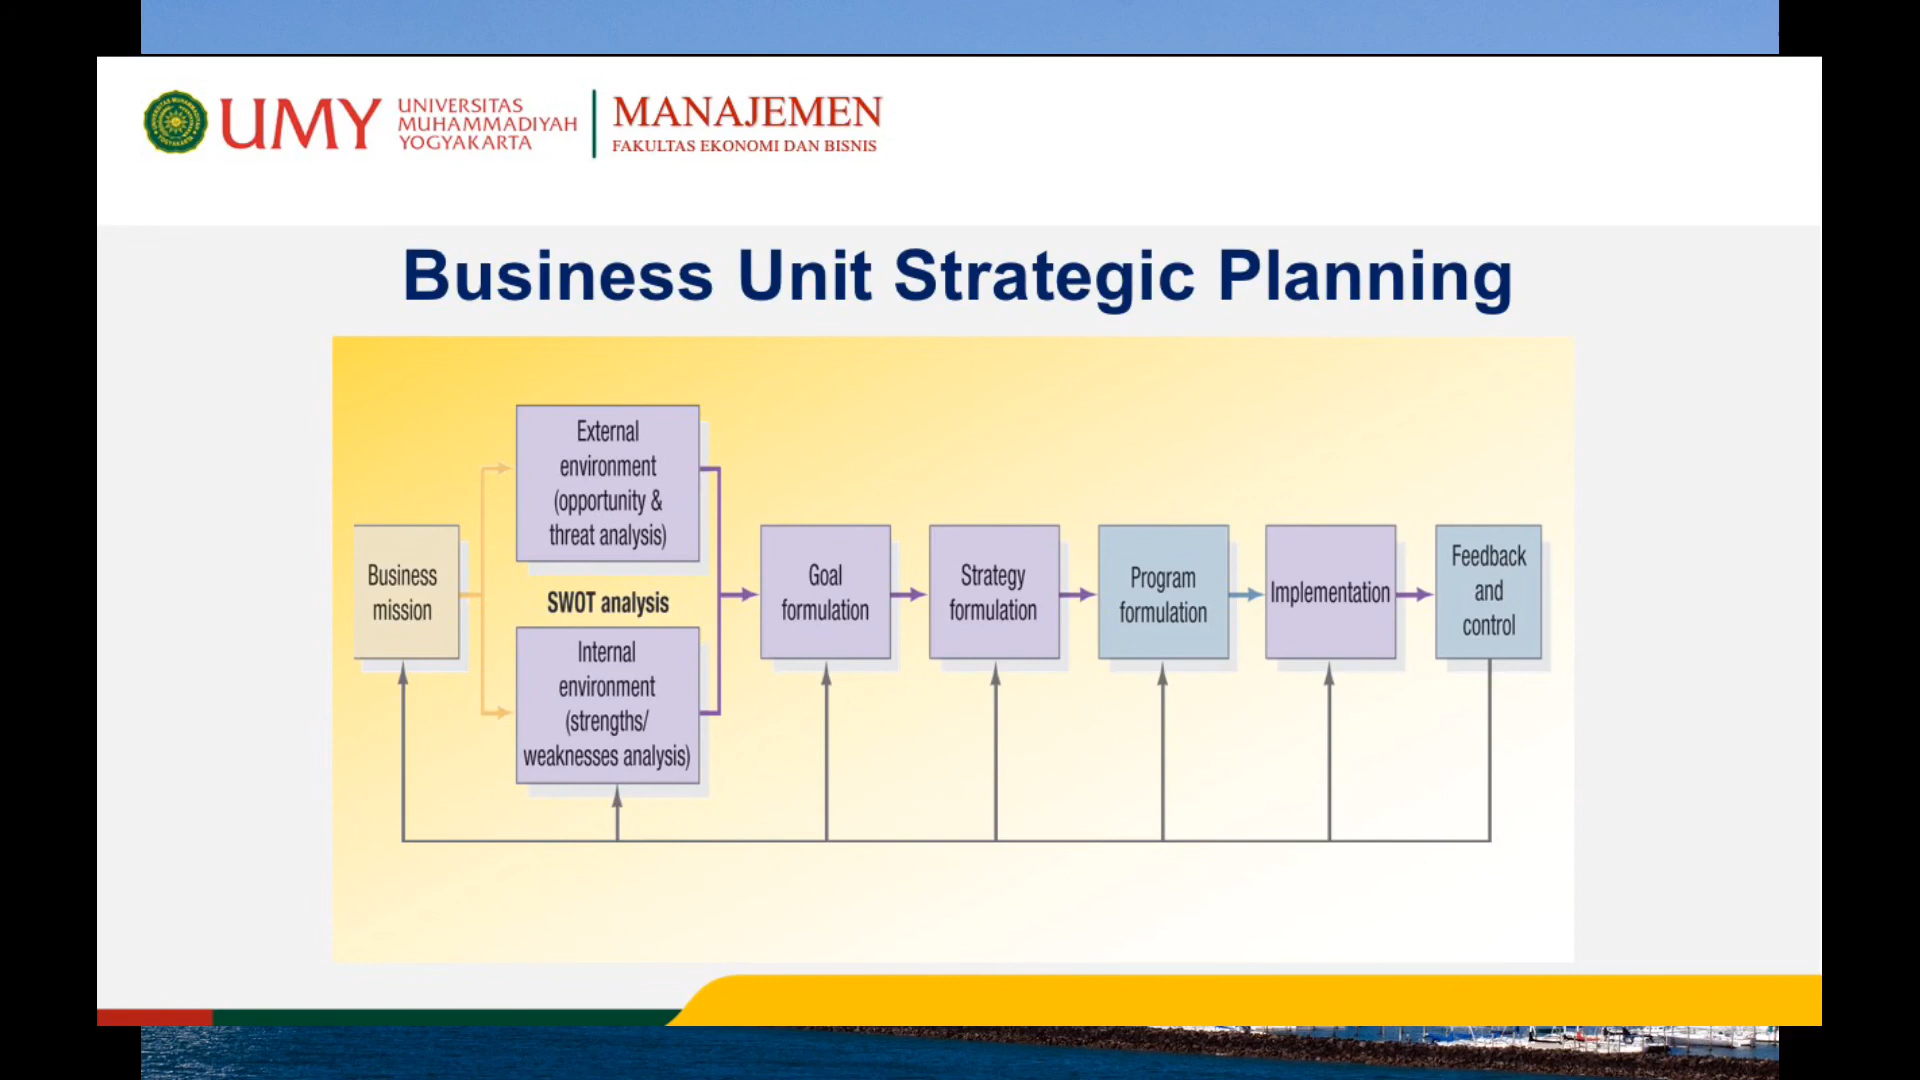 UMY
UNIVERSITAS
MUHAMMADIYAH
YOGYAKARTA
MANAJEMEN
FAKULTAS EKONOMI DAN BISNIS
Business Unit Strategic Planning
Business
mission
External
environment
(opportunity &
threat analysis)
SWOT analysis
Internal
environment
(strengths/
weaknesses analysis)
Goal
formulation
Strategy
formulation
Program
formulation
Implementation
Feedback
and
control